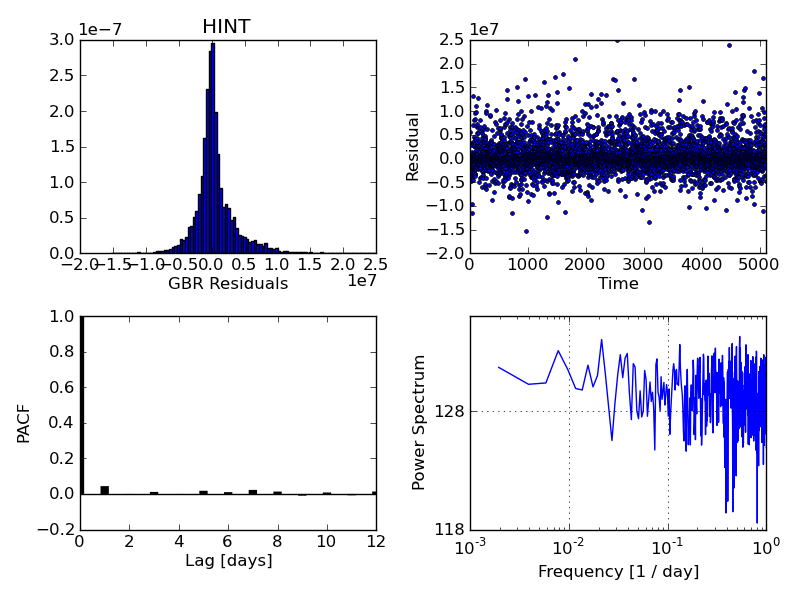 HINT
1e−7
3.0
2.5
2.0
1.5
1.0
0.5
0.0
−2.0 −1.5 −1.0 −0.5 0.0 0.5 1.0 1.5 2.0 2.5
GBR Residuals
1e7
1e7
2.5
2.0
1.5
1.0
0.5
0.0
−0.5
−1.0
−1.5
−2.0
Residual
0 1000 2000 3000 4000 5000
Time
1.0
0.8
0.6
0.4
0.2
0.0
−0.2
PACF
0 2 4 6 8 10 12
Lag [days]
128
118
Power Spectrum
10^-3 10^-2 10^-1 10^0
Frequency [1 / day]